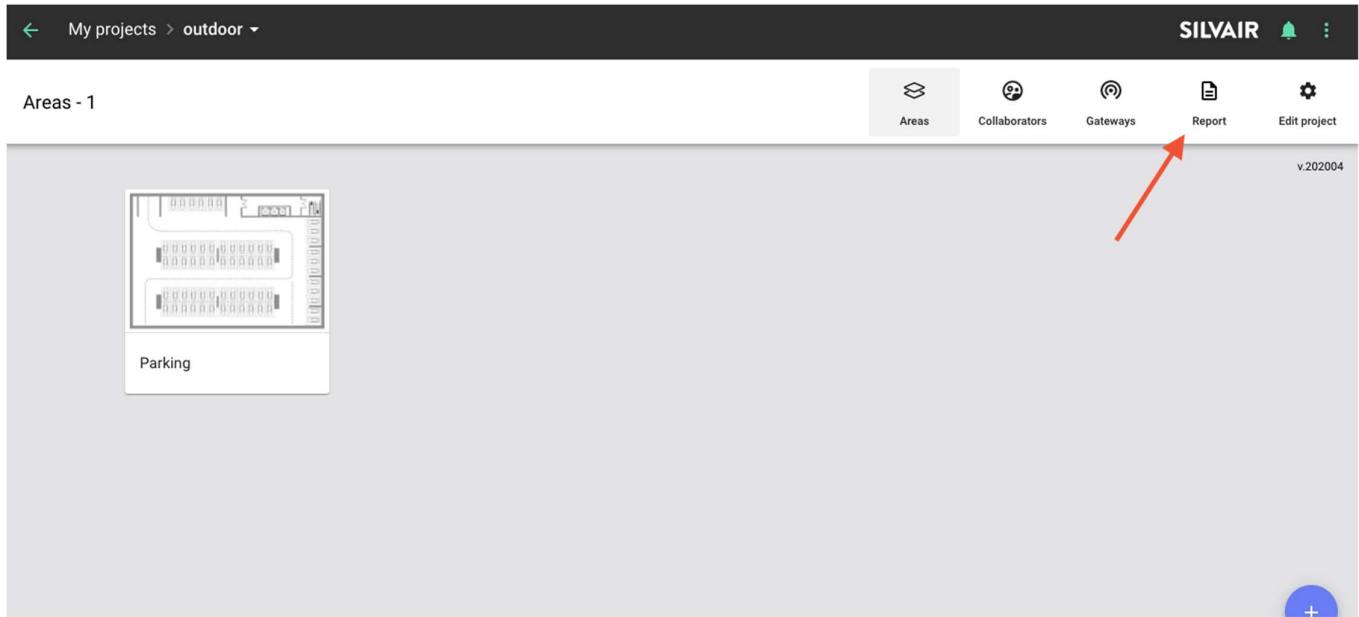 My projects > outdoor
SILVAIR
Areas - 1
Areas
Collaborators
Gateways
Report
Edit project
v.202004
Parking